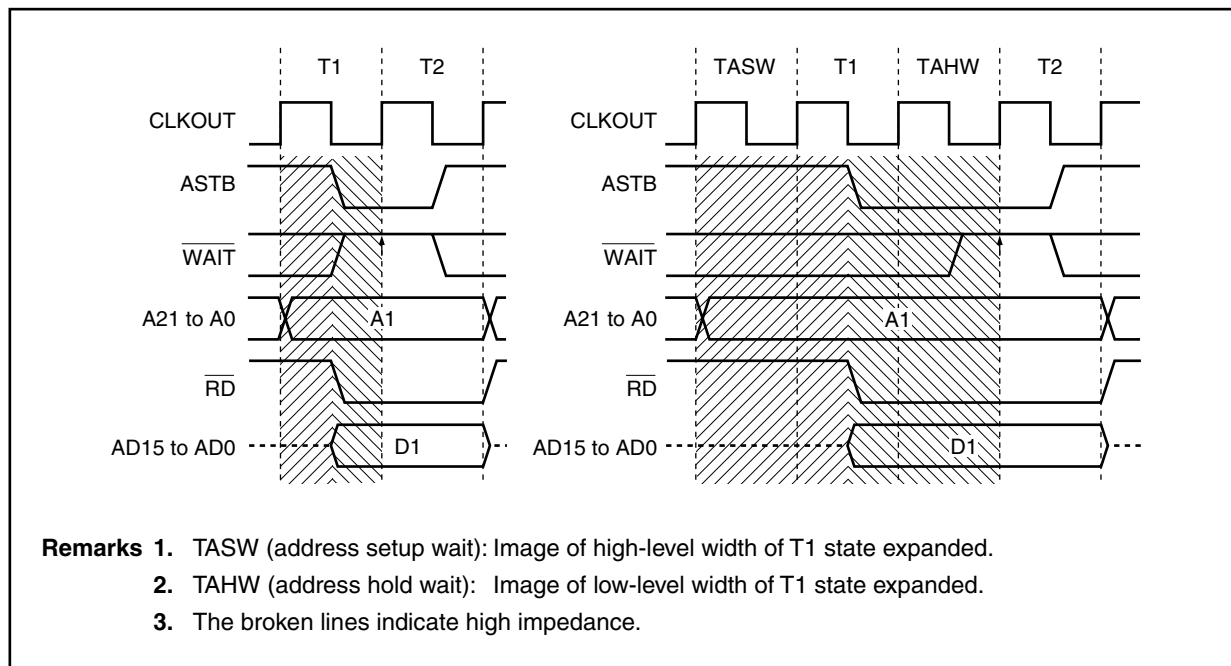 T1 T2 TASW T1 TAHW T2
CLKOUT CLKOUT
ASTB ASTB
WAIT WAIT
A21 to A0 A1 A21 to A0 A1
RD RD
AD15 to AD0 D1 AD15 to AD0 D1
Remarks 1. TASW (address setup wait): Image of high-level width of T1 state expanded.
2. TAHW (address hold wait): Image of low-level width of T1 state expanded.
3. The broken lines indicate high impedance.